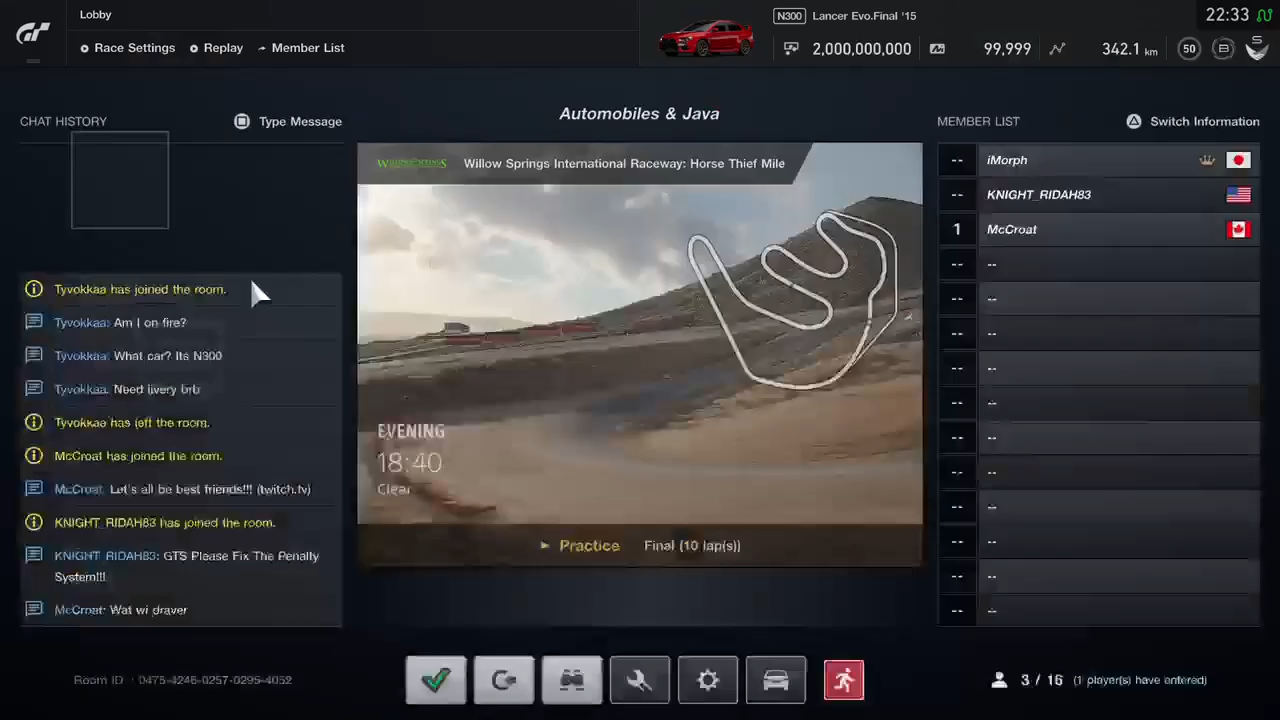 Lobby
Race Settings Replay Member List
N300 Lancer Evo.Final '15
2,000,000,000 99,999 342.1 km 50 B S
22:33
CHAT HISTORY Type Message
Tyvokkaa has joined the room.
Tyvokkaa: Am I on fire?
Tyvokkaa: What car? Its N300
Tyvokkaa: Need livery brb
Tyvokkaa has left the room.
McCroat has joined the room.
McCroat: Let's all be best friends!!! (twitch.tv)
KNIGHT_RIDAH83 has joined the room.
KNIGHT_RIDAH83: GTS Please Fix The Penalty
System!!!
McCroat: Wat wi draver
Automobiles & Java
Willow Springs International Raceway: Horse Thief Mile
EVENING
18:40
Clear
Practice Final (10 lap(s))
MEMBER LIST Switch Information
-- iMorph
-- KNIGHT_RIDAH83
1 McCroat
-- --
-- --
-- --
-- --
-- --
-- --
-- --
-- --
-- --
-- --
-- --
Room ID : 0475-4246-0257-0295-4052
3 / 16 (1 player(s) have entered)